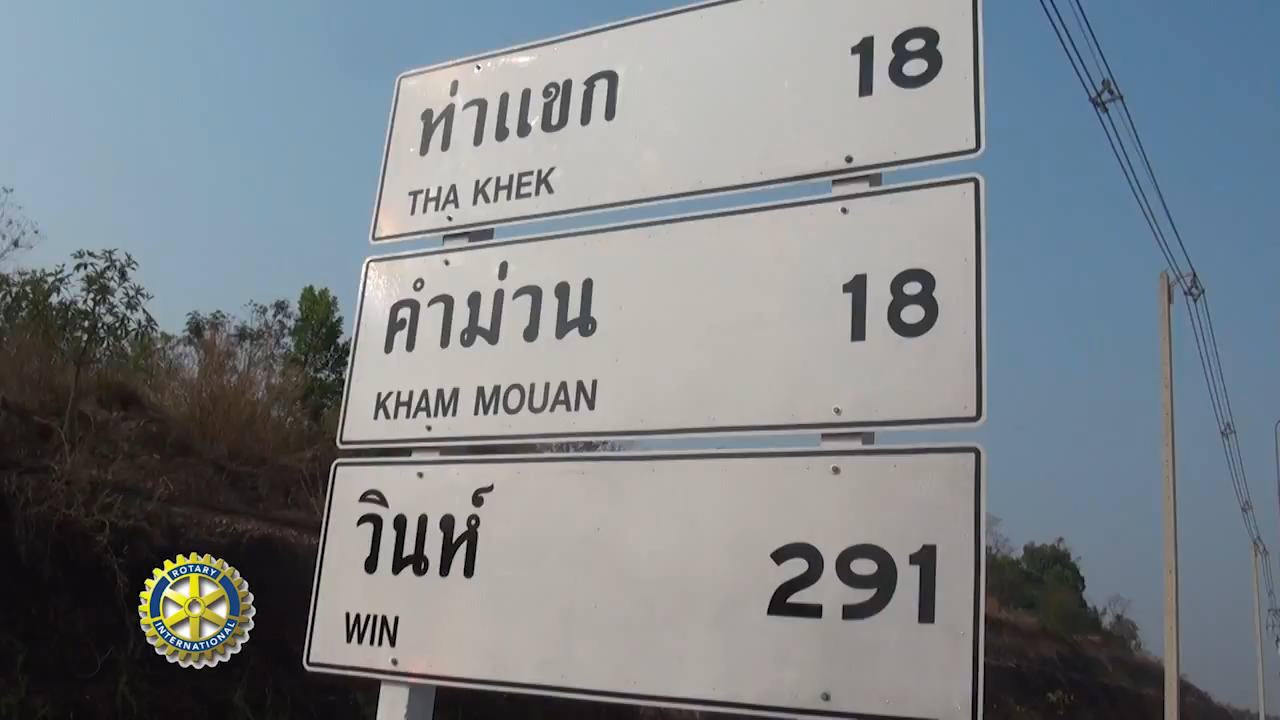 ท่าแขก 18
THA KHEK
คำม่วน 18
KHAM MOUAN
วินห์ 291
WIN
ROTARY
INTERNATIONAL